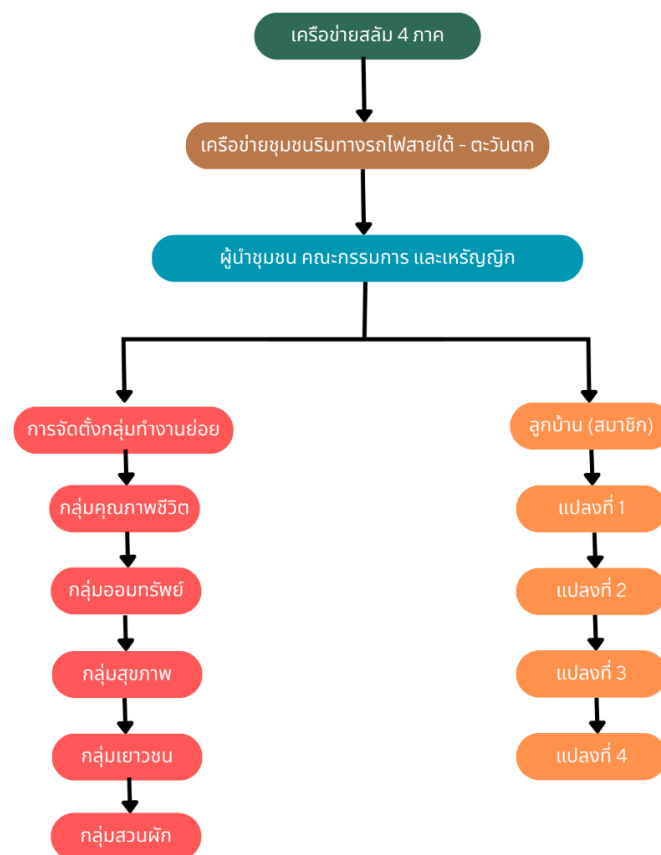 เครือข่ายสลัม 4 ภาค
เครือข่ายชุมชนริมทางรถไฟสายใต้ - ตะวันตก
ผู้นำชุมชน คณะกรรมการ และเหรัญญิก
การจัดตั้งกลุ่มทำงานย่อย
ลูกบ้าน (สมาชิก)
กลุ่มคุณภาพชีวิต
แปลงที่ 1
กลุ่มออมทรัพย์
แปลงที่ 2
กลุ่มสุขภาพ
แปลงที่ 3
กลุ่มเยาวชน
แปลงที่ 4
กลุ่มสวนผัก